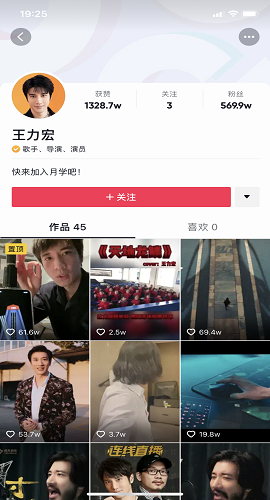 19:25
获赞
关注
粉丝
1328.7w
3
569.9w
王力宏
歌手、导演、演员
快来加入月学吧！
+ 关注
作品 45
喜欢 0
置顶
《天地龙鳞》
cover：王力宏
61.6w
2.5w
69.4w
53.7w
3.7w
19.8w
连线直播